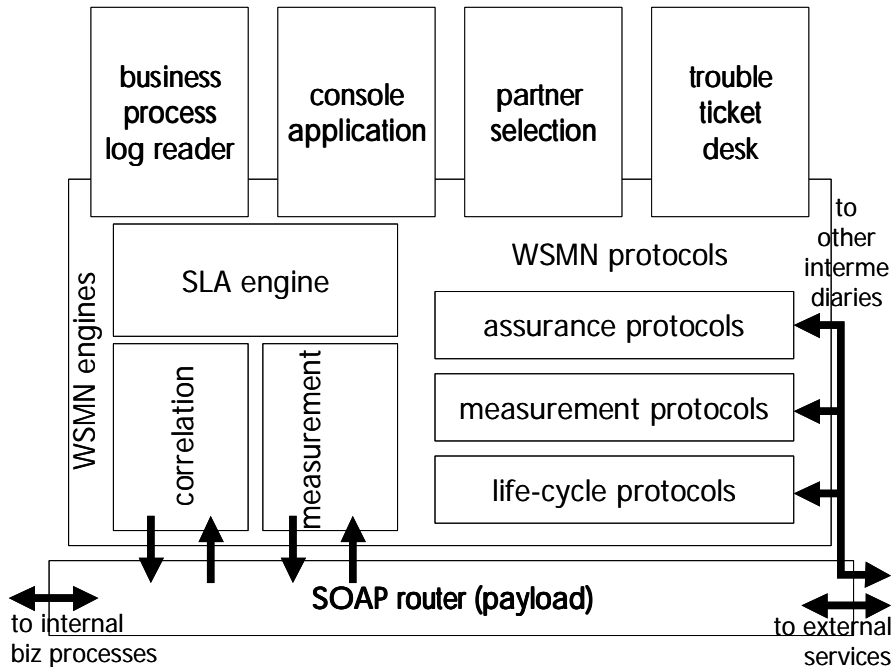 business
process
log reader
console
application
partner
selection
trouble
ticket
desk
to
other
interme
diaries
WSMN engines
SLA engine
correlation
measurement
WSMN protocols
assurance protocols
measurement protocols
life-cycle protocols
SOAP router (payload)
to internal
biz processes
to external
services